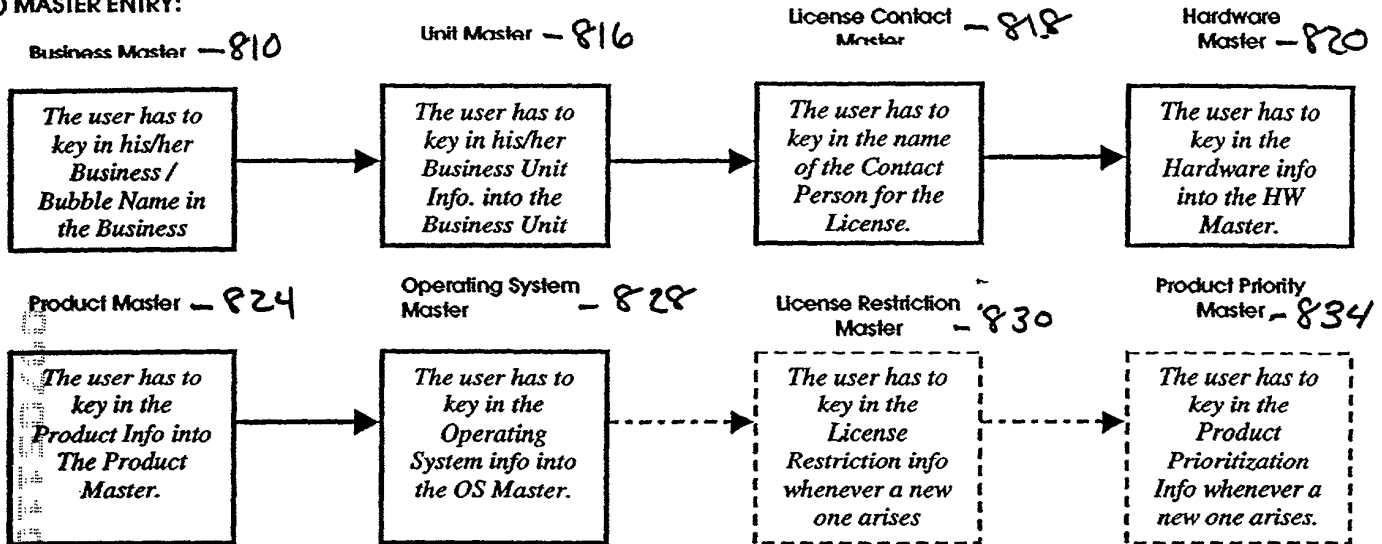 ) MASTER ENTRY:
Business Master – 810
The user has to
key in his/her
Business /
Bubble Name in
the Business
Unit Master – 816
The user has to
key in his/her
Business Unit
Info. into the
Business Unit
License Contact
Master – 818
The user has to
key in the name
of the Contact
Person for the
License.
Hardware
Master – 820
The user has to
key in the
Hardware info
into the HW
Master.
Product Master – 824
The user has to
key in the
Product Info into
The Product
Master.
Operating System
Master – 828
The user has to
key in the
Operating
System info into
the OS Master.
License Restriction
Master – 830
The user has to
key in the
License
Restriction info
whenever a new
one arises
Product Priority
Master – 834
The user has to
key in the
Product
Prioritization
Info whenever a
new one arises.